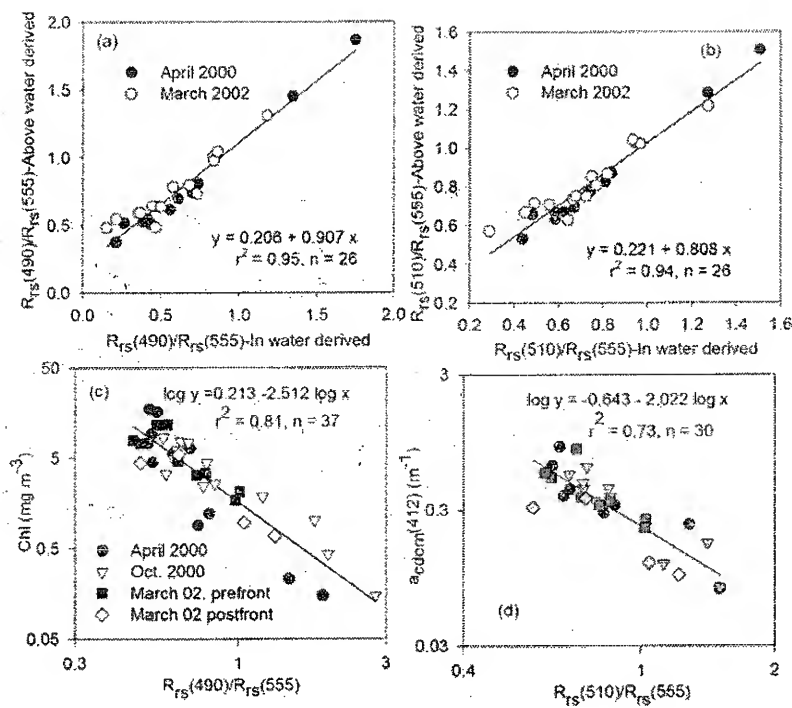 (a)
April 2000
March 2002
y = 0.206 + 0.907 x
r² = 0.95, n = 26
2.0
1.5
1.0
0.5
0.0
0.0 0.5 1.0 1.5 2.0
Rrs(490)/Rrs(555)-Above water derived
Rrs(490)/Rrs(555)-In water derived
(b)
April 2000
March 2002
y = 0.221 + 0.808 x
r² = 0.94, n = 26
1.6
1.4
1.2
1.0
0.8
0.6
0.4
0.2
0.2 0.4 0.6 0.8 1.0 1.2 1.4 1.6
Rrs(510)/Rrs(555)-Above water derived
Rrs(510)/Rrs(555)-In water derived
(c)
log y =0.213 -2.512 log x
r² = 0.81, n = 37
April 2000
Oct. 2000
March 02, prefront
March 02 postfront
50
5
0.5
0.05
0.3 1 3
Chl (mg m⁻³)
Rrs(490)/Rrs(555)
log y = -0.643 - 2.022 log x
r² = 0.73, n = 30
(d)
3
0.3
0.03
0.4 1 2
acdom(412) (m⁻¹)
Rrs(510)/Rrs(555)